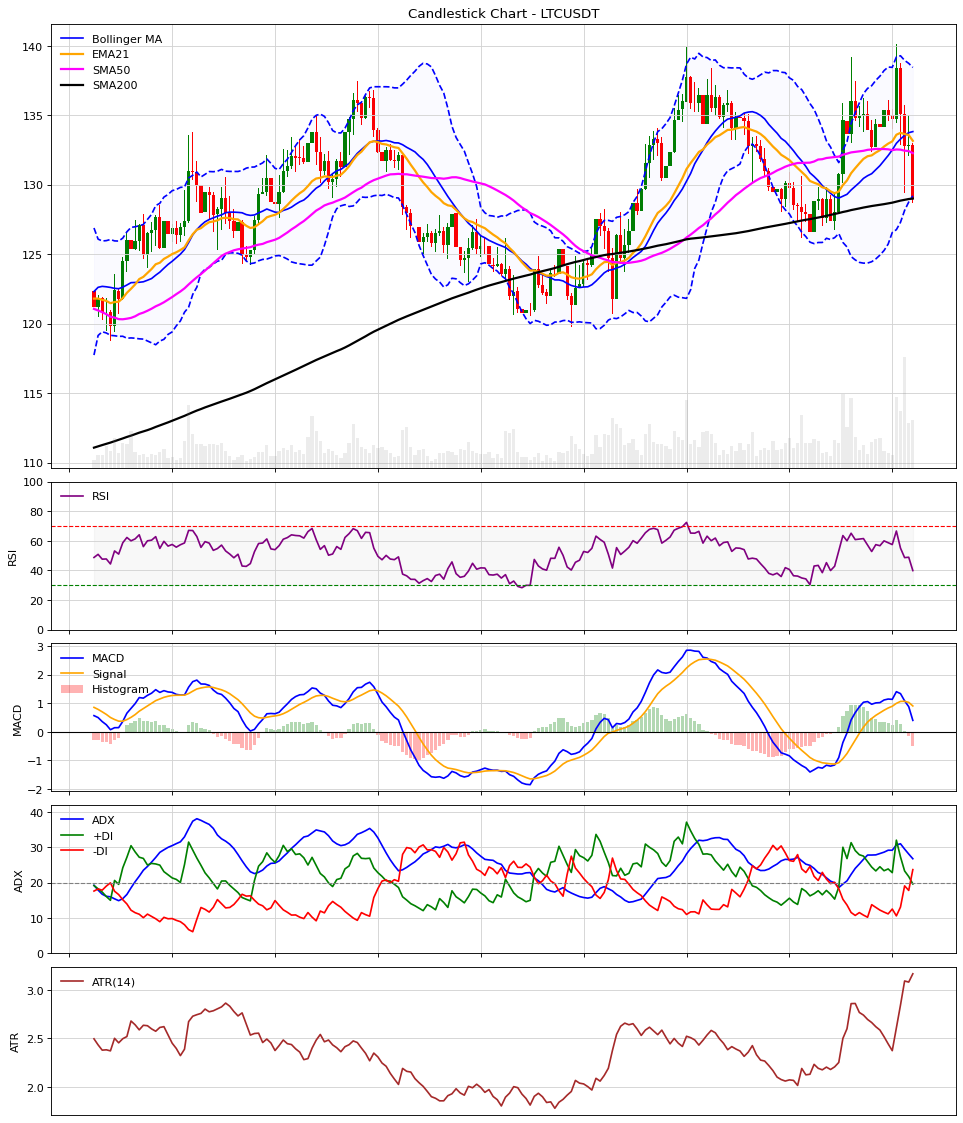 Candlestick Chart - LTCUSDT
Bollinger MA
EMA21
SMA50
SMA200
140
135
130
125
120
115
110
RSI
100
80
60
40
20
0
RSI
MACD
Signal
Histogram
3
2
1
0
−1
−2
MACD
ADX
+DI
-DI
40
30
20
10
0
ADX
ATR(14)
3.0
2.5
2.0
ATR